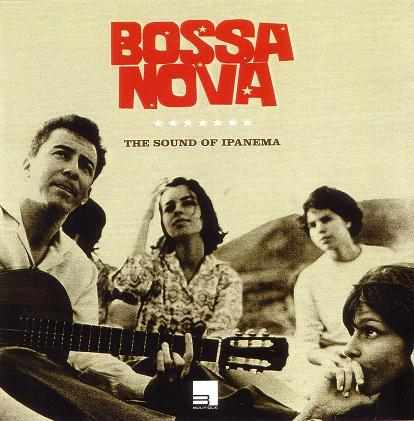 BOSSA
NOVA
THE SOUND OF IPANEMA
B
BOUTIQUE